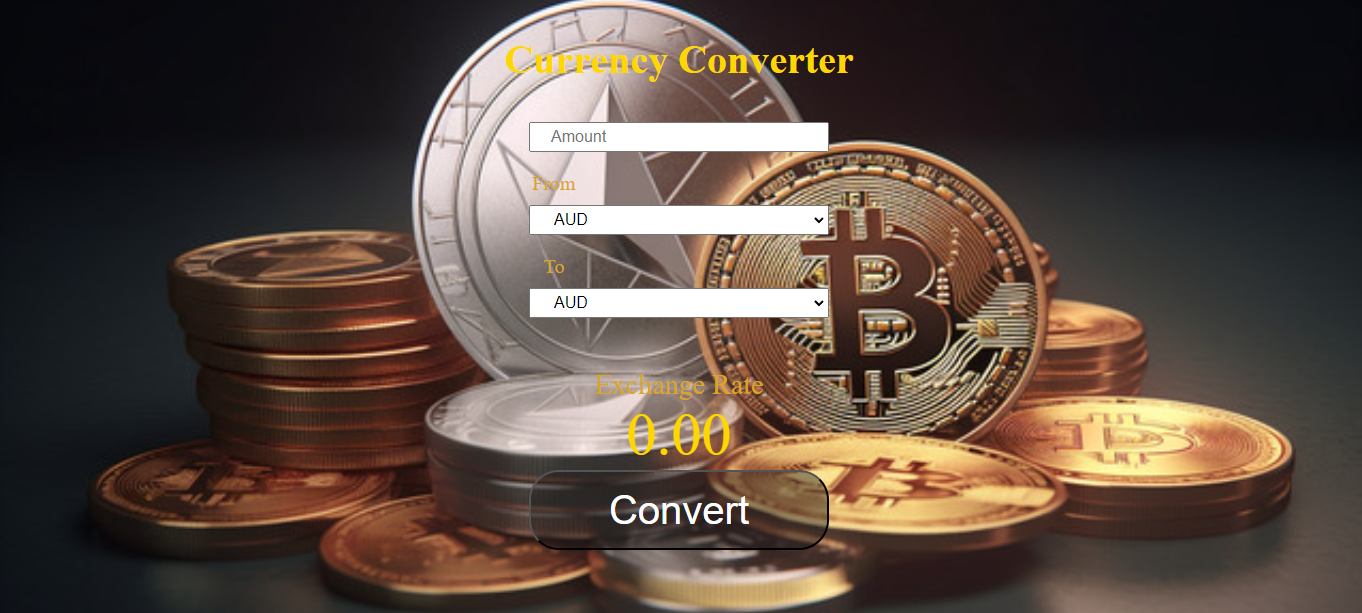 Currency Converter
Amount
From
AUD
To
AUD
Exchange Rate
0.00
Convert